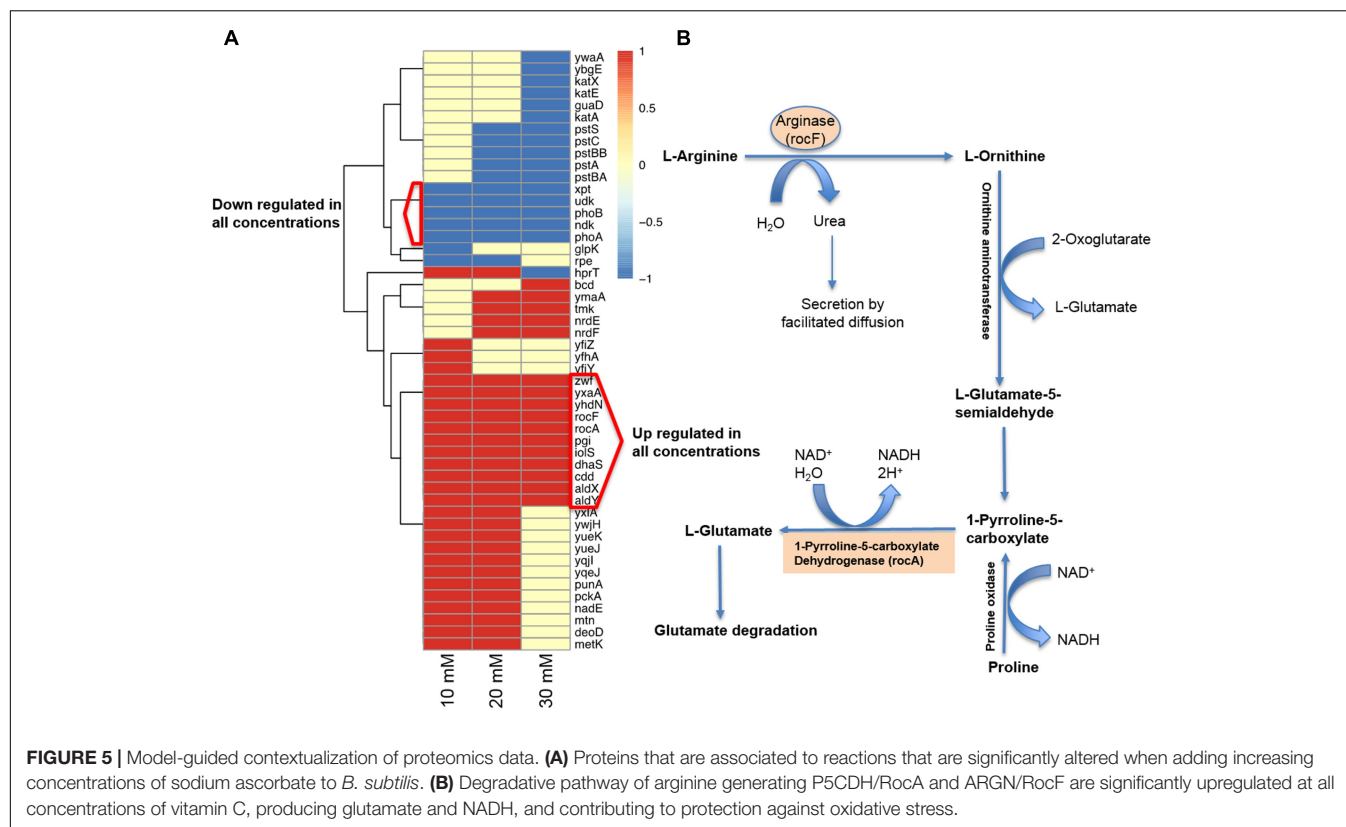 A
B
ywaA
ybgE
katX
katE
guaD
katA
pstS
pstC
pstBB
pstA
pstBA
xpt
udk
phoB
ndk
phoA
glpK
rpe
hprT
bcd
ymaA
tmk
nrdE
nrdF
yfiZ
yfhA
yfiY
zwf
yxaA
yhdN
rocF
rocA
pgi
iolS
dhaS
cdd
aldX
aldY
yxlA
ywjH
yueK
yueJ
yqjI
yqeJ
punA
pckA
nadE
mtn
deoD
metK
10 mM
20 mM
30 mM
1
0.5
0
−0.5
−1
Down regulated in
all concentrations
Up regulated in
all concentrations
Arginase
(rocF)
L-Arginine
L-Ornithine
H₂O
Urea
Secretion by
facilitated diffusion
Ornithine aminotransferase
2-Oxoglutarate
L-Glutamate
L-Glutamate-5-
semialdehyde
NAD⁺
H₂O
NADH
2H⁺
L-Glutamate
1-Pyrroline-5-carboxylate
Dehydrogenase (rocA)
1-Pyrroline-5-
carboxylate
Glutamate degradation
Proline oxidase
NAD⁺
NADH
Proline
FIGURE 5 | Model-guided contextualization of proteomics data. (A) Proteins that are associated to reactions that are significantly altered when adding increasing
concentrations of sodium ascorbate to B. subtilis. (B) Degradative pathway of arginine generating P5CDH/RocA and ARGN/RocF are significantly upregulated at all
concentrations of vitamin C, producing glutamate and NADH, and contributing to protection against oxidative stress.